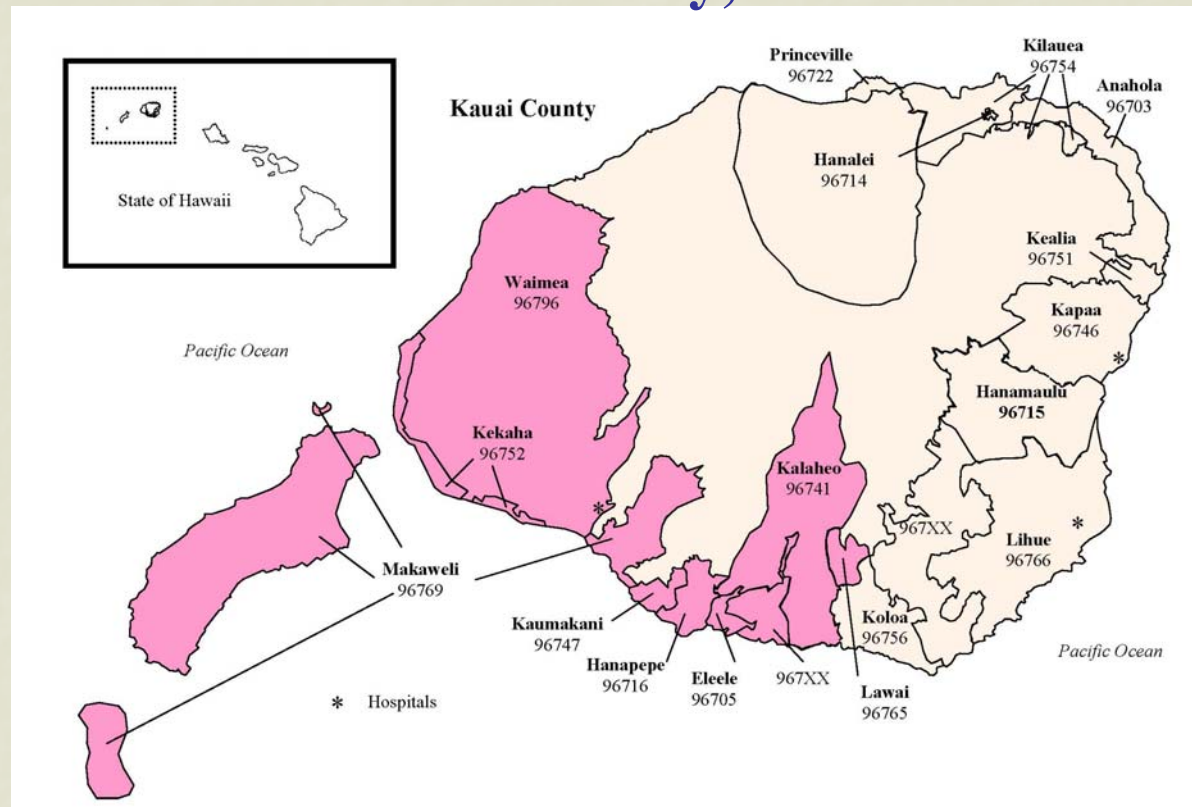 Kauai County
State of Hawaii
Princeville
96722
Kilauea
96754
Anahola
96703
Hanalei
96714
Kealia
96751
Waimea
96796
Kapaa
96746
Pacific Ocean
Hanamaulu
96715
Kekaha
96752
Kalaheo
96741
967XX
Lihue
96766
Makaweli
96769
Kaumakani
96747
Koloa
96756
Pacific Ocean
Hanapepe
96716
Eleele
96705
967XX
Lawai
96765
* Hospitals